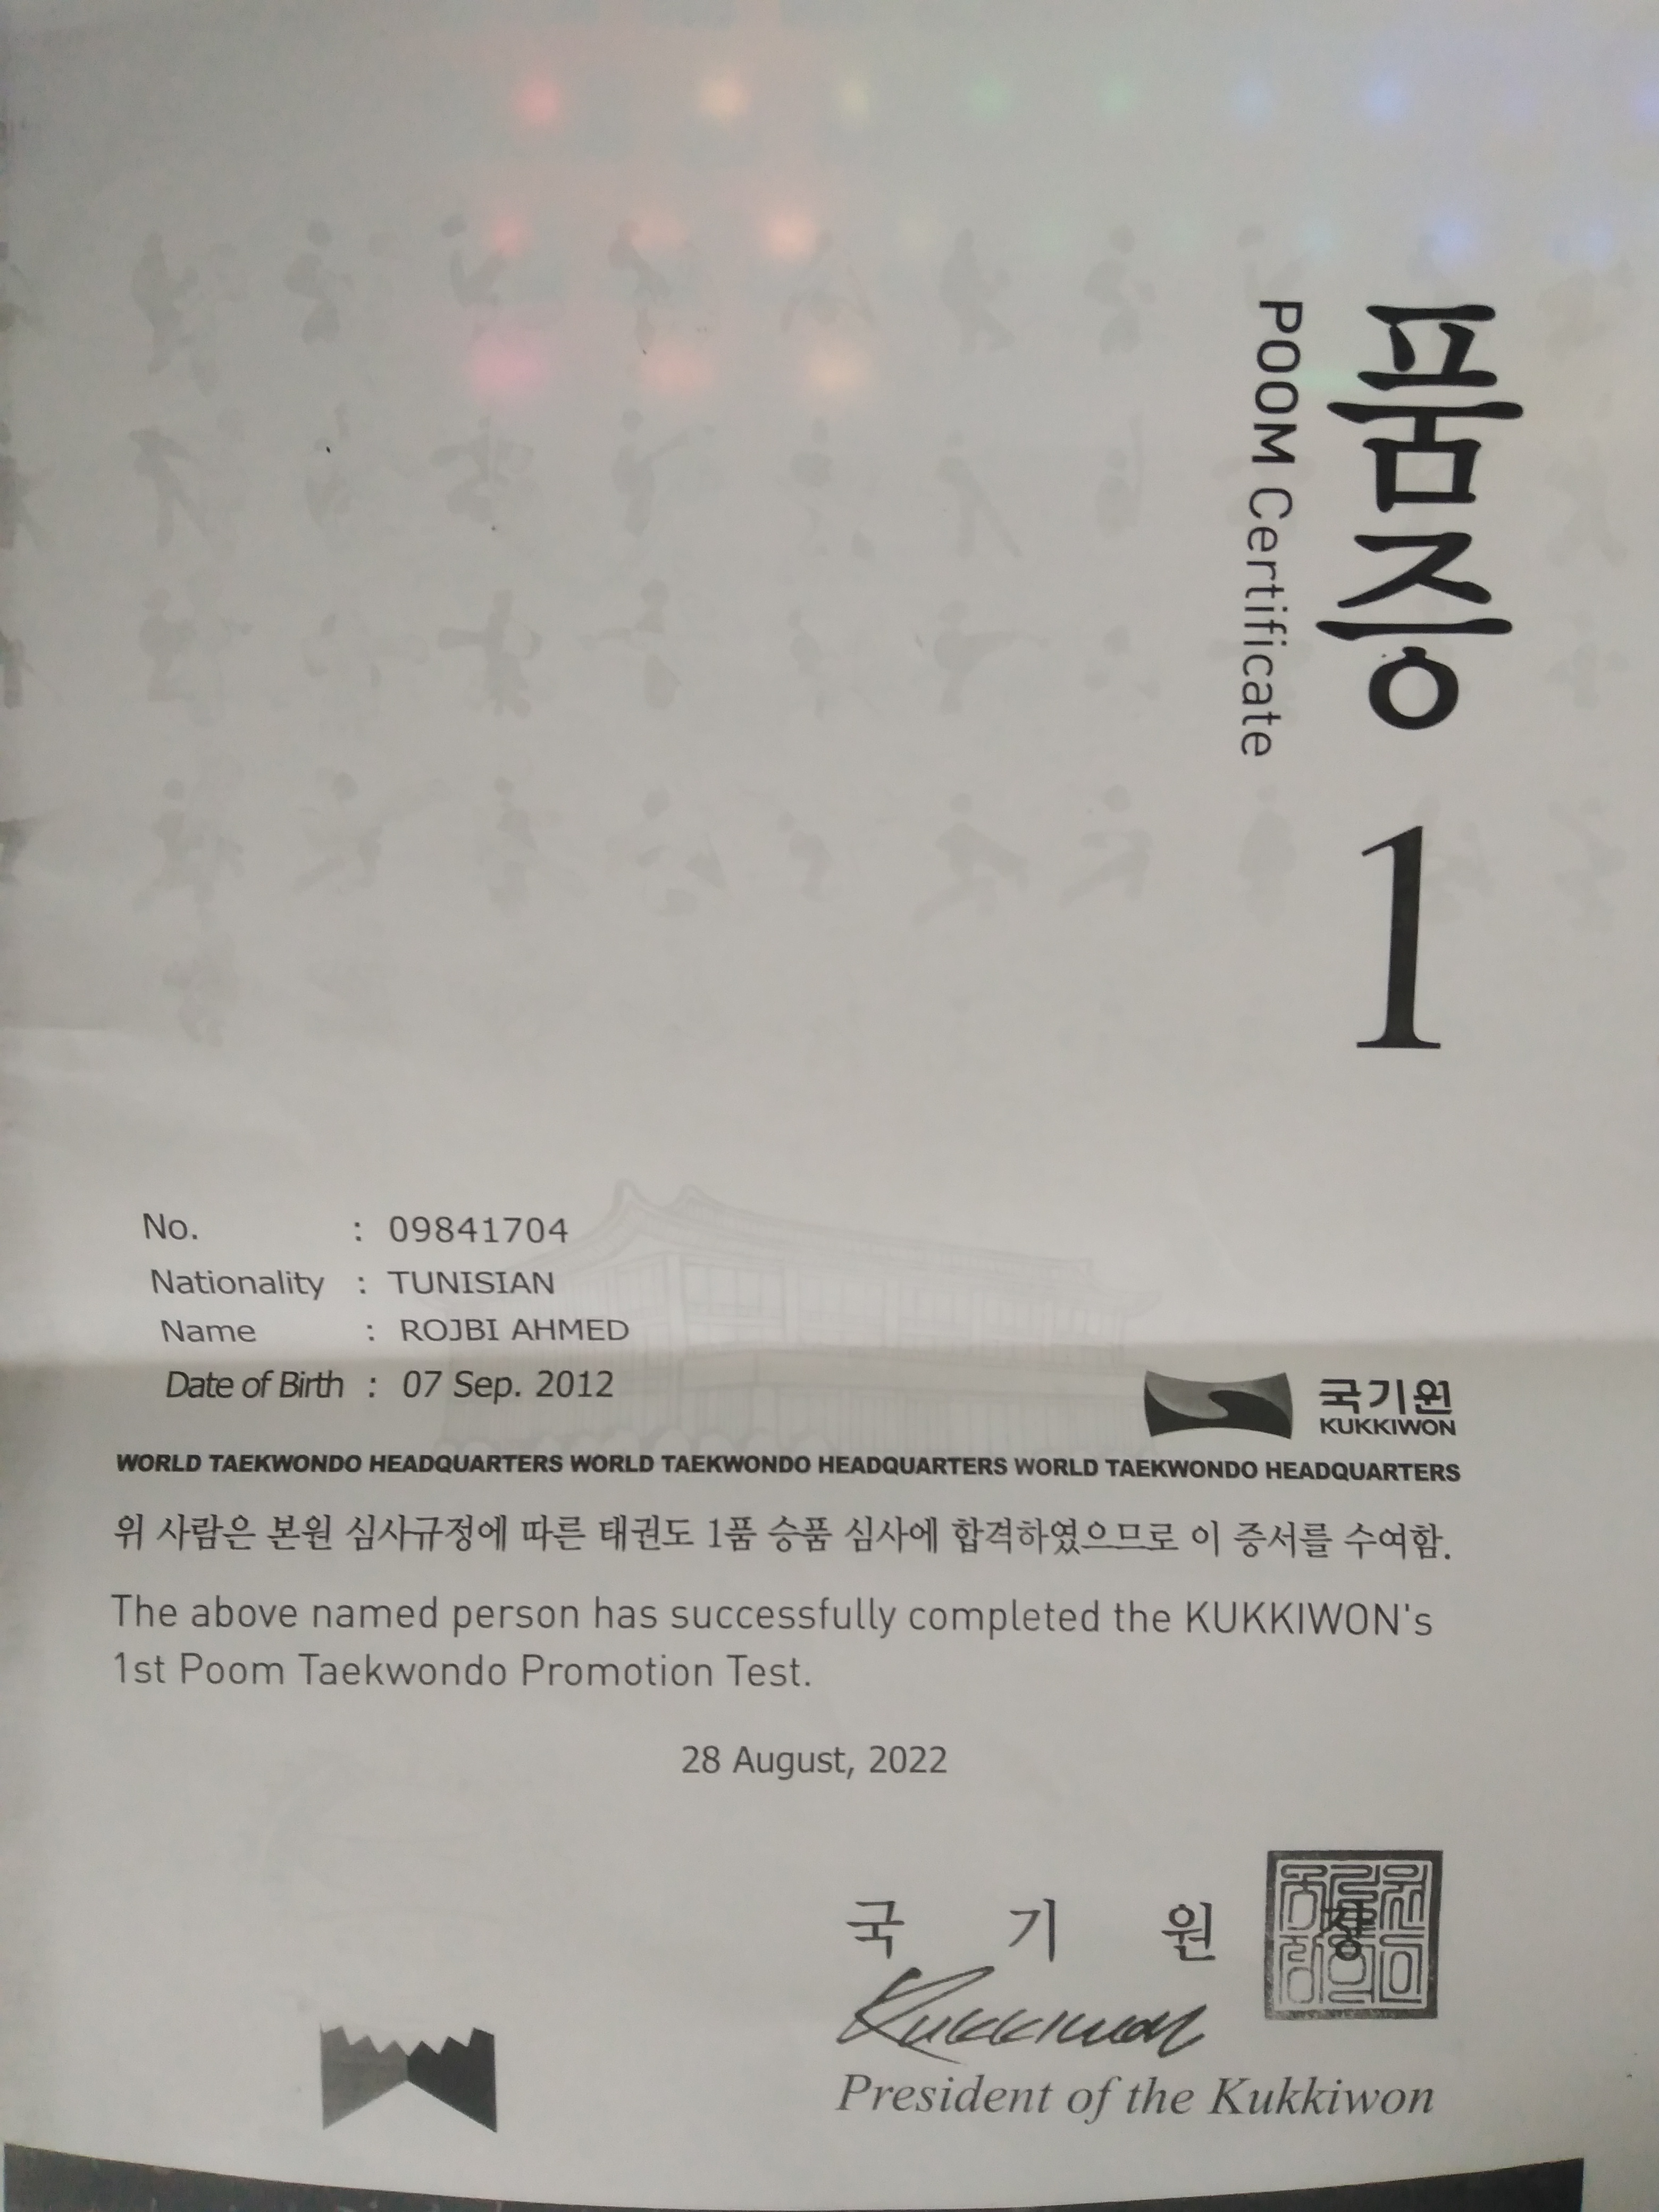 품증 1
POOM Certificate
No. : 09841704
Nationality : TUNISIAN
Name : ROJBI AHMED
Date of Birth : 07 Sep. 2012
국기원
KUKKIWON
WORLD TAEKWONDO HEADQUARTERS WORLD TAEKWONDO HEADQUARTERS WORLD TAEKWONDO HEADQUARTERS
위 사람은 본원 심사규정에 따른 태권도 1품 승품 심사에 합격하였으므로 이 증서를 수여함.
The above named person has successfully completed the KUKKIWON's
1st Poom Taekwondo Promotion Test.
28 August, 2022
국 기 원 장
Kukkiwon
President of the Kukkiwon